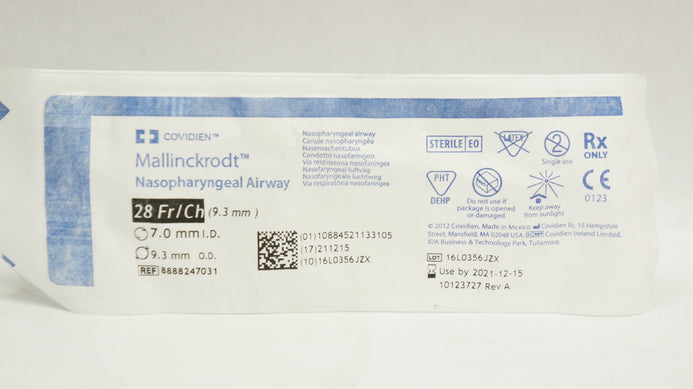 COVIDIEN™
Mallinckrodt™
Nasopharyngeal Airway
28 Fr/Ch (9.3 mm)
7.0 mm I.D.
9.3 mm O.D.
REF 8888247031
Nasopharyngeal airway
Canule nasopharyngée
Nasenrachentubus
Condotto nasofaringeo
Vía respiratoria nasofaríngea
Nasofaryngeal luftväg
Nasofaryngeale luchtweg
Via respiratória nasofaríngea
(01)10884521133105
(17)211215
(10)16L0356JZX
STERILE EO
LATEX
2
Single use
Rx
ONLY
PHT
DEHP
Do not use if
package is opened
or damaged
Keep away
from sunlight
CE
0123
© 2012 Covidien. Made in Mexico. Covidien llc, 15 Hampshire
Street, Mansfield, MA 02048 USA. EC REP Covidien Ireland Limited,
IDA Business & Technology Park, Tullamore.
LOT 16L0356JZX
Use by 2021-12-15
10123727 Rev A